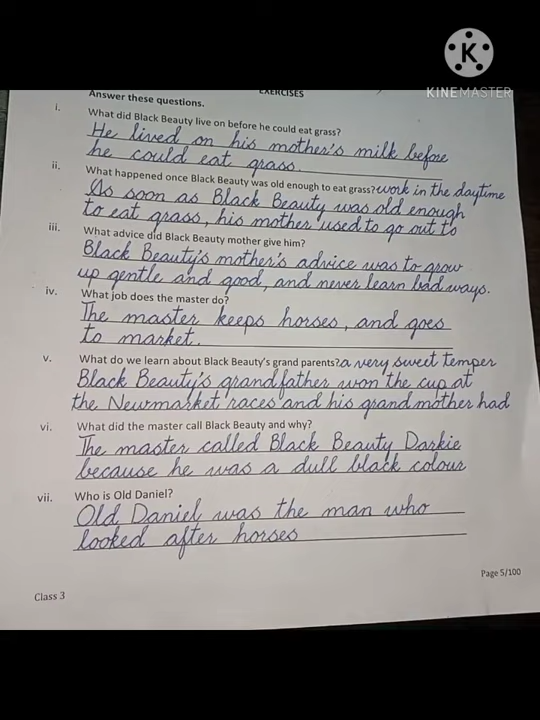 K
KINEMASTER
EXERCISES
Answer these questions.
i. What did Black Beauty live on before he could eat grass?
He lived on his mother's milk before
he could eat grass.
ii. What happened once Black Beauty was old enough to eat grass? work in the daytime
As soon as Black Beauty was old enough
to eat grass, his mother used to go out to
iii. What advice did Black Beauty mother give him?
Black Beauty's mother's advice was to grow
up gentle and good, and never learn bad ways.
iv. What job does the master do?
The master keeps horses, and goes
to market.
v. What do we learn about Black Beauty's grand parents? a very sweet temper
Black Beauty's grandfather won the cup at
the Newmarket races and his grandmother had
vi. What did the master call Black Beauty and why?
The master called Black Beauty Darkie
because he was a dull black colour
vii. Who is Old Daniel?
Old Daniel was the man who
looked after horses
Page 5/100
Class 3